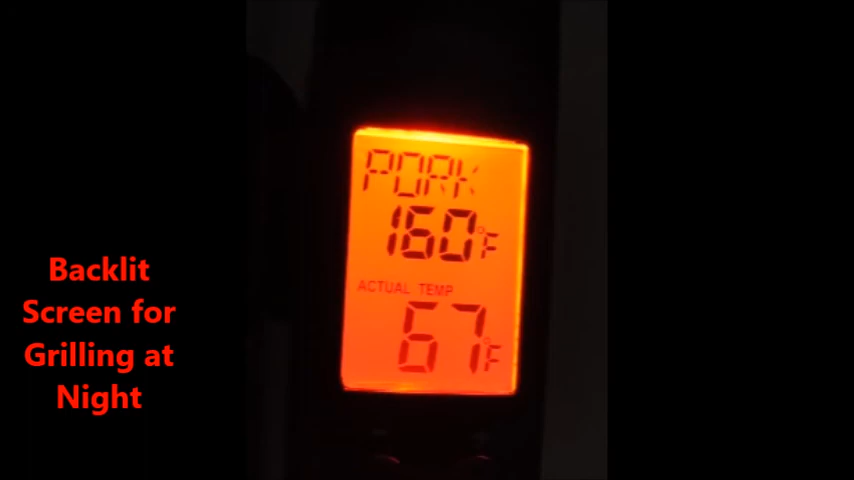 Backlit
Screen for
Grilling at
Night
PORK
160°F
ACTUAL TEMP
67°F